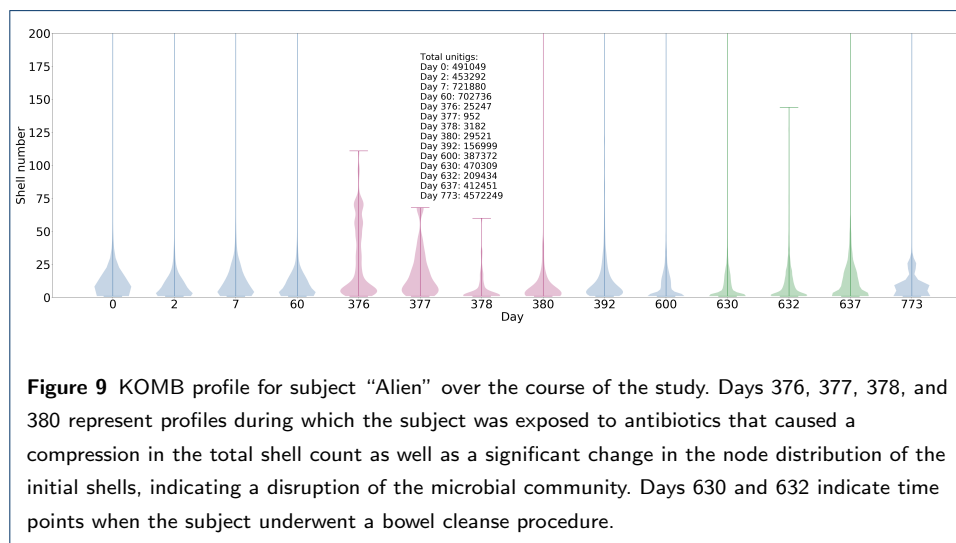 200
175
150
125
100
75
50
25
0
Shell number
Total unitigs:
Day 0: 491049
Day 2: 453292
Day 7: 721880
Day 60: 702736
Day 376: 25247
Day 377: 952
Day 378: 3182
Day 380: 29521
Day 392: 156999
Day 600: 387372
Day 630: 470309
Day 632: 209434
Day 637: 412451
Day 773: 4572249
0 2 7 60 376 377 378 380 392 600 630 632 637 773
Day
Figure 9 KOMB profile for subject “Alien” over the course of the study. Days 376, 377, 378, and
380 represent profiles during which the subject was exposed to antibiotics that caused a
compression in the total shell count as well as a significant change in the node distribution of the
initial shells, indicating a disruption of the microbial community. Days 630 and 632 indicate time
points when the subject underwent a bowel cleanse procedure.